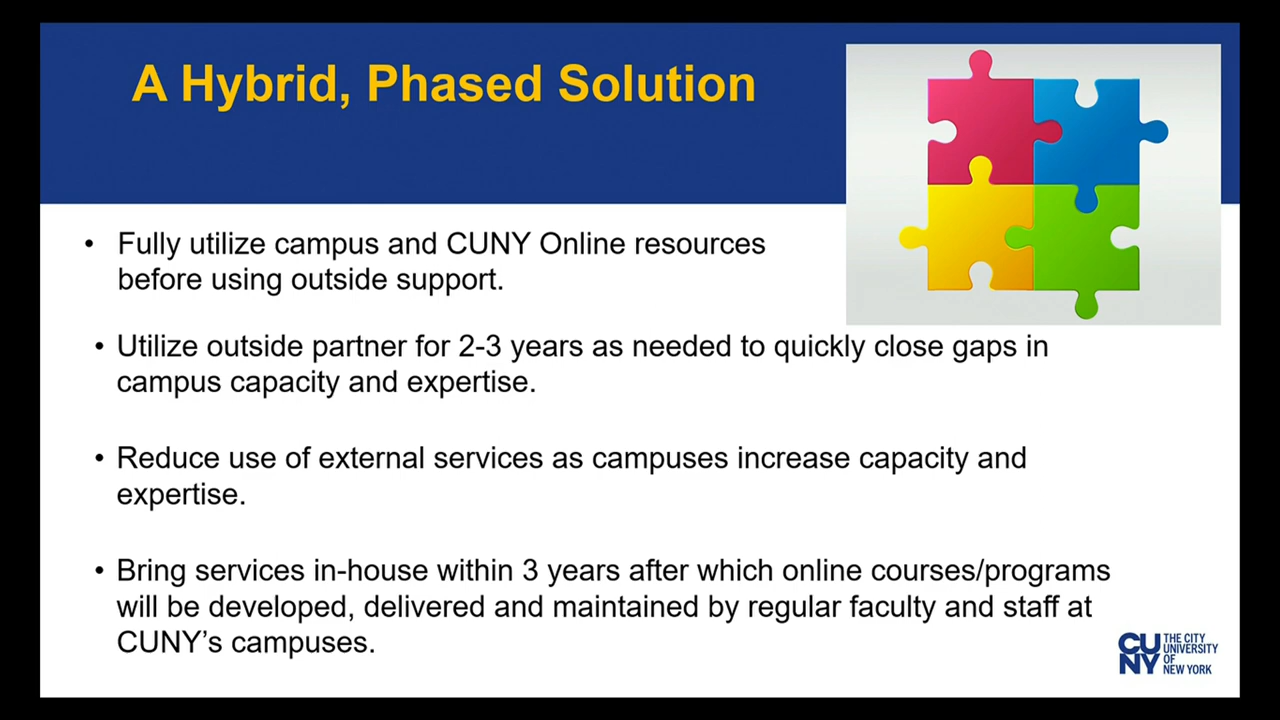 A Hybrid, Phased Solution
• Fully utilize campus and CUNY Online resources
before using outside support.
• Utilize outside partner for 2-3 years as needed to quickly close gaps in
campus capacity and expertise.
• Reduce use of external services as campuses increase capacity and
expertise.
• Bring services in-house within 3 years after which online courses/programs
will be developed, delivered and maintained by regular faculty and staff at
CUNY’s campuses.
CU
NY
THE CITY
UNIVERSITY
OF
NEW YORK